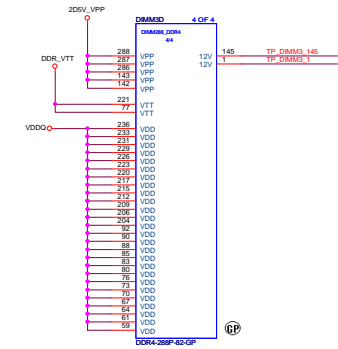 2D5V_VPP
DIMM3D 4 OF 4
DIMM288_DDR4
4/4
DDR_VTT
288 VPP 12V 145 TP_DIMM3_145
287 VPP 12V 1 TP_DIMM3_1
286 VPP
143 VPP
142 VPP
221 VTT
77 VTT
VDDQ
236 VDD
233 VDD
231 VDD
229 VDD
226 VDD
223 VDD
220 VDD
217 VDD
215 VDD
212 VDD
209 VDD
206 VDD
204 VDD
92 VDD
90 VDD
88 VDD
85 VDD
83 VDD
80 VDD
76 VDD
73 VDD
70 VDD
67 VDD
64 VDD
61 VDD
59 VDD
GP
DDR4-288P-82-GP